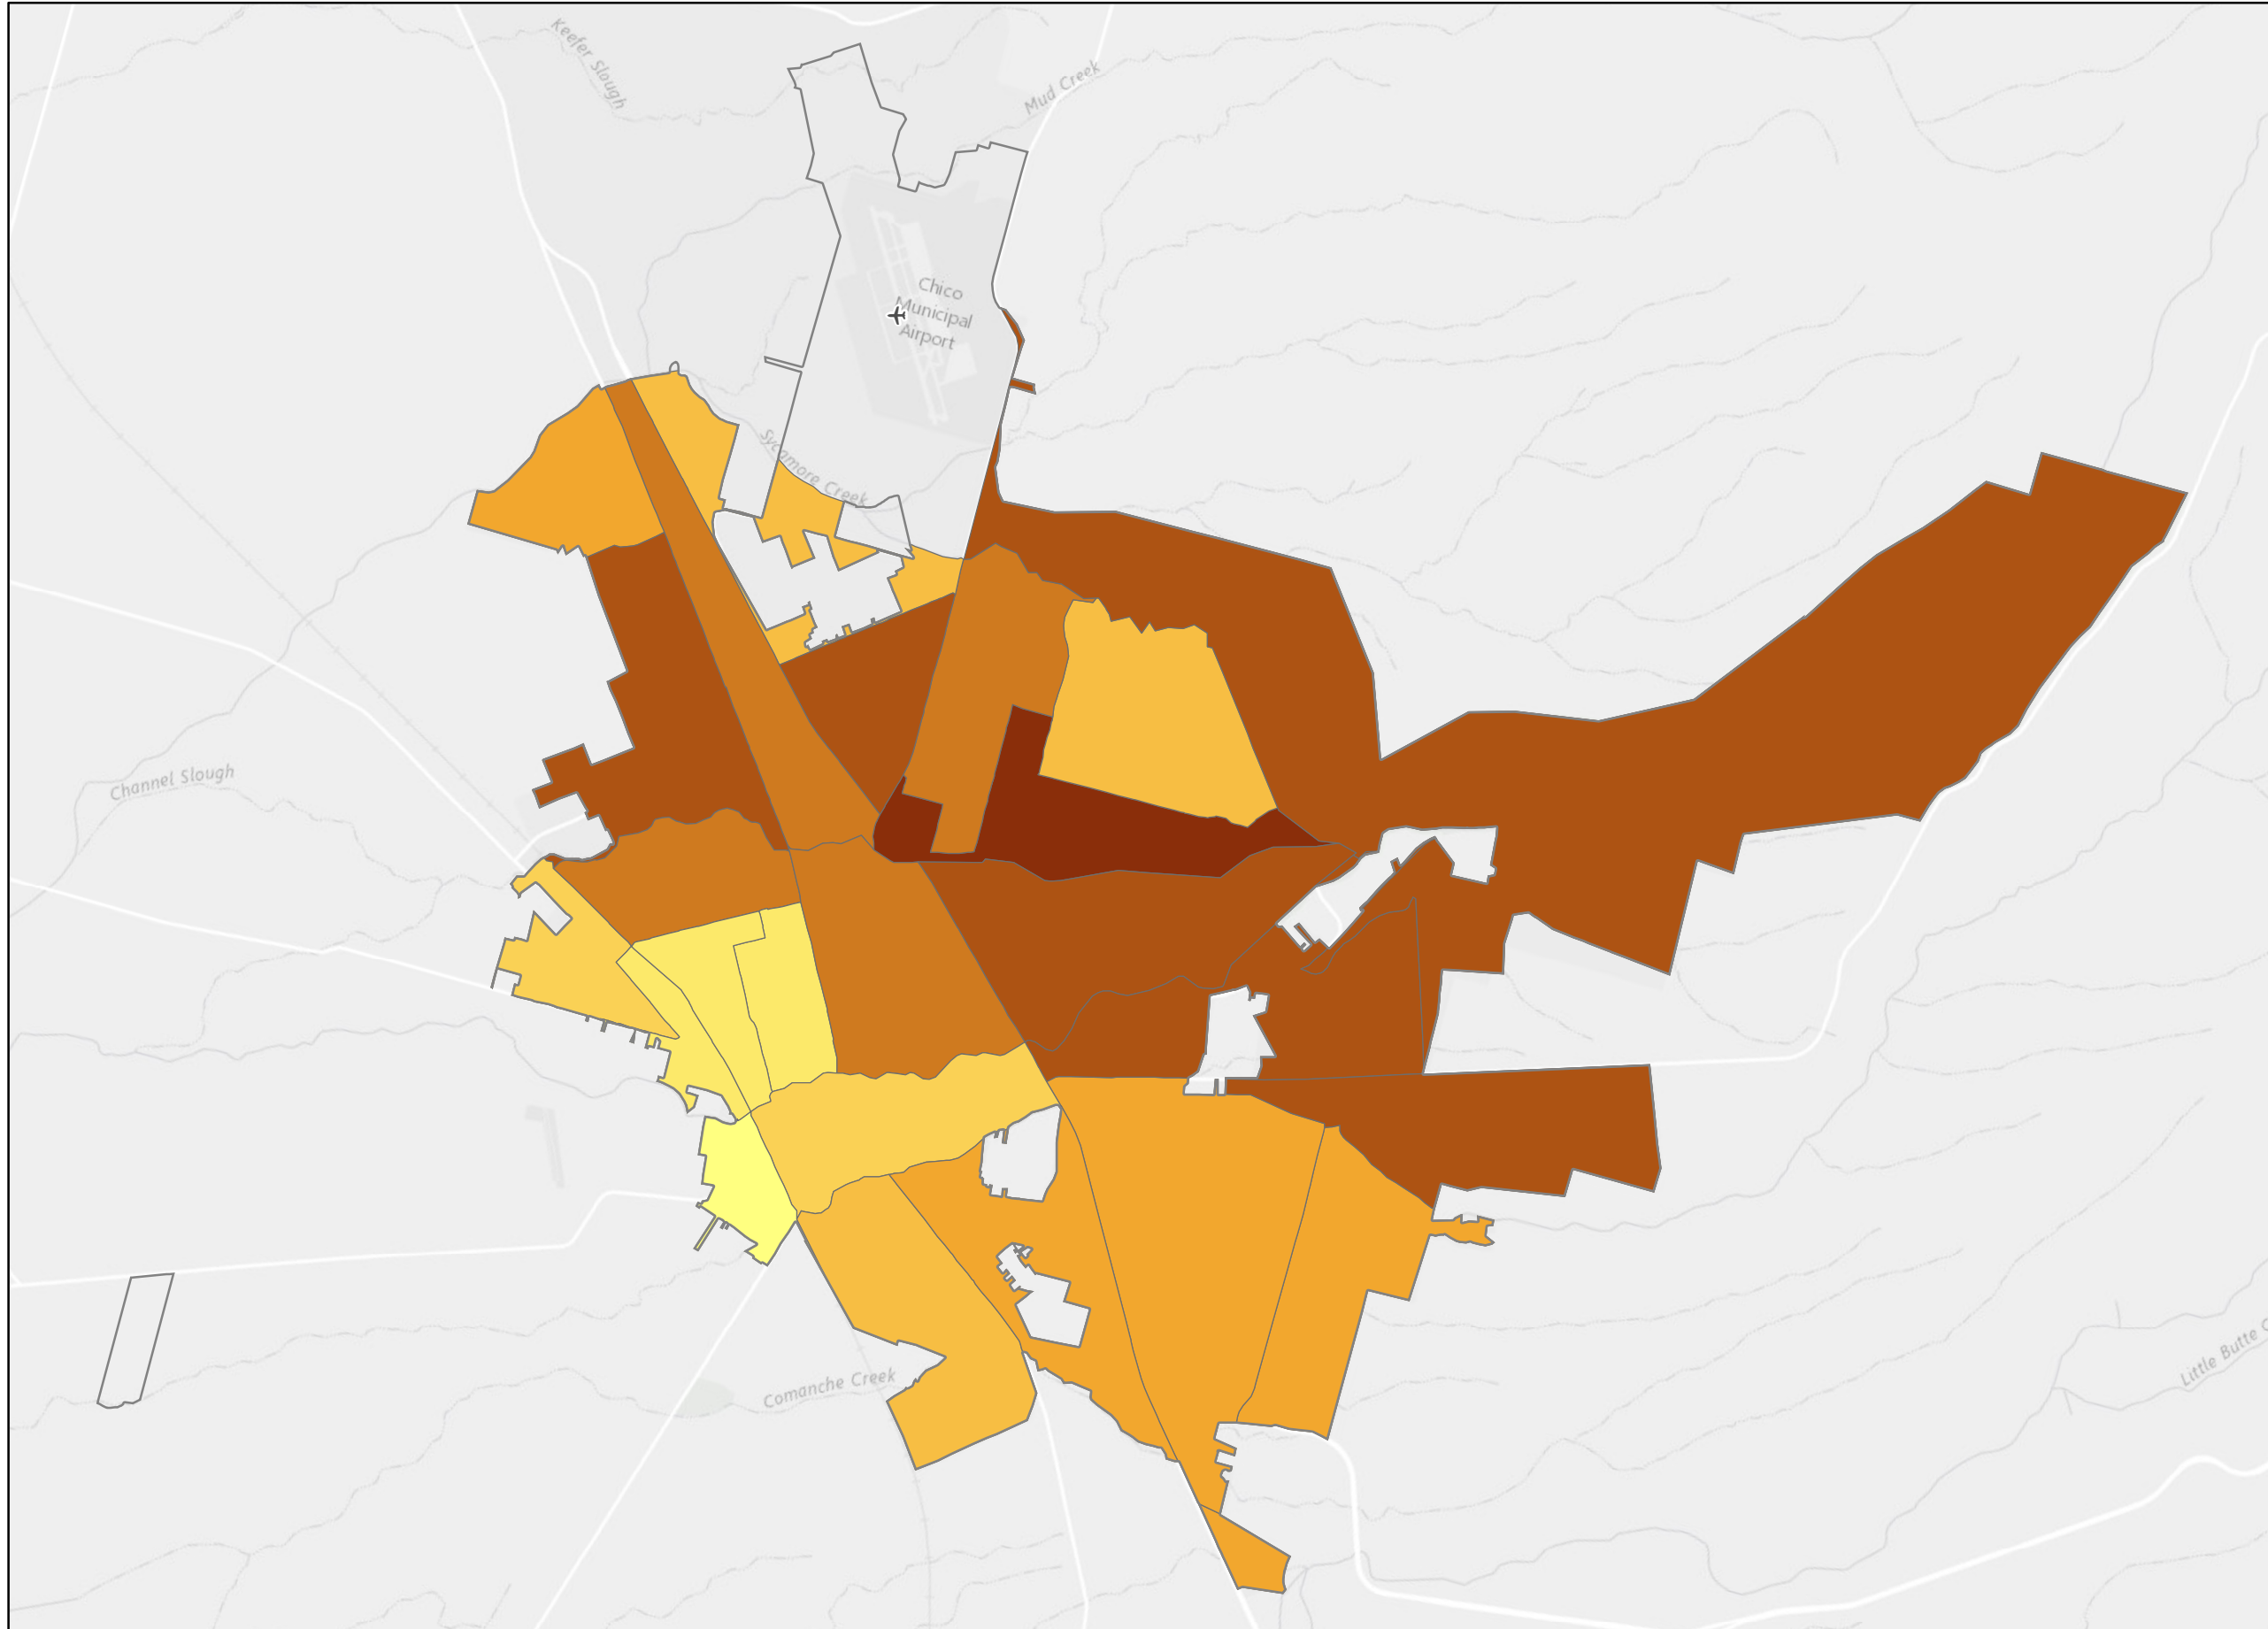 Keefer Slough
Mud Creek
Chico
Municipal
Airport
Sycamore Creek
Channel Slough
Comanche Creek
Little Butte C